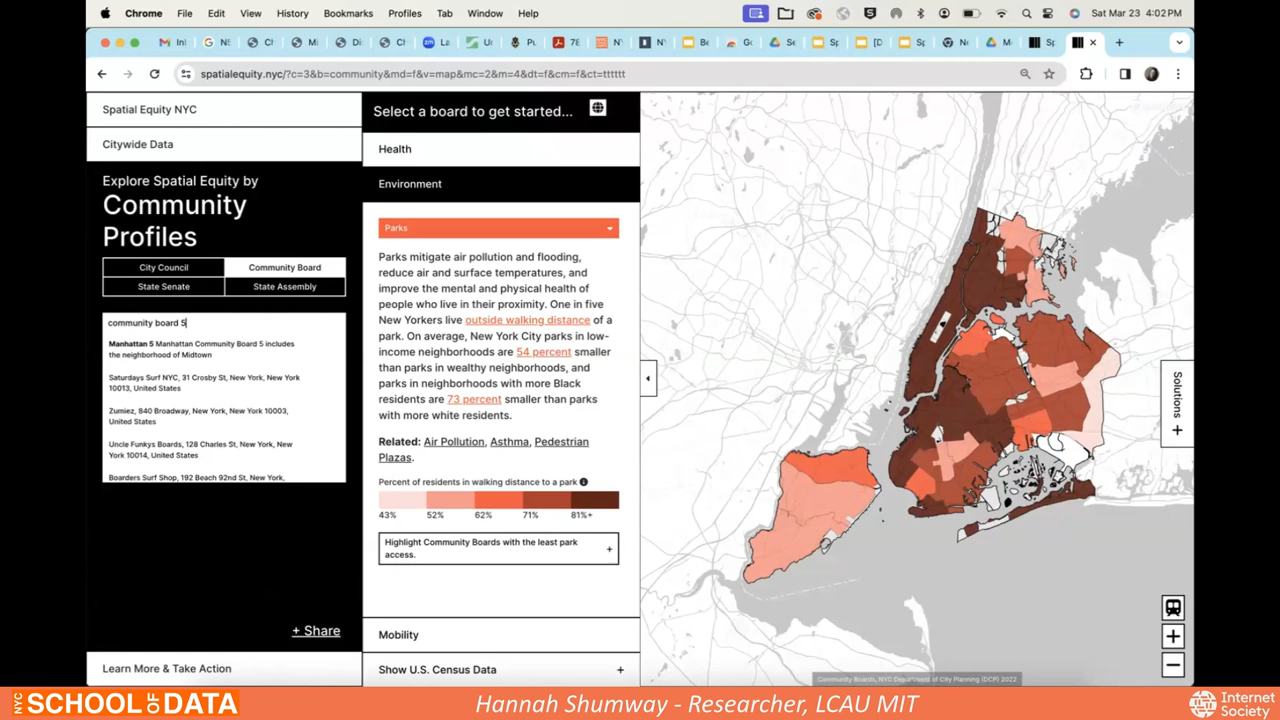 Chrome File Edit View History Bookmarks Profiles Tab Window Help
Sat Mar 23 4:02 PM
spatialequity.nyc/?c=3&b=community&md=f&v=map&mc=2&m=4&dt=f&cm=f&ct=tttttt
Spatial Equity NYC
Citywide Data
Explore Spatial Equity by
Community
Profiles
City Council
Community Board
State Senate
State Assembly
community board 5
Manhattan 5 Manhattan Community Board 5 includes
the neighborhood of Midtown
Saturdays Surf NYC, 31 Crosby St, New York, New York
10013, United States
Zumiez, 840 Broadway, New York, New York 10003,
United States
Uncle Funkys Boards, 128 Charles St, New York, New
York 10014, United States
Boarders Surf Shop, 192 Beach 92nd St, New York,
+ Share
Learn More & Take Action
Select a board to get started...
Health
Environment
Parks
Parks mitigate air pollution and flooding,
reduce air and surface temperatures, and
improve the mental and physical health of
people who live in their proximity. One in five
New Yorkers live outside walking distance of a
park. On average, New York City parks in low-
income neighborhoods are 54 percent smaller
than parks in wealthy neighborhoods, and
parks in neighborhoods with more Black
residents are 73 percent smaller than parks
with more white residents.
Related: Air Pollution, Asthma, Pedestrian
Plazas.
Percent of residents in walking distance to a park
43% 52% 62% 71% 81%+
Highlight Community Boards with the least park
access.
+
Mobility
Show U.S. Census Data +
Solutions +
+
−
Community Boards, NYC Department of City Planning (DCP) 2022
NYC SCHOOL OF DATA
Hannah Shumway - Researcher, LCAU MIT
Internet
Society